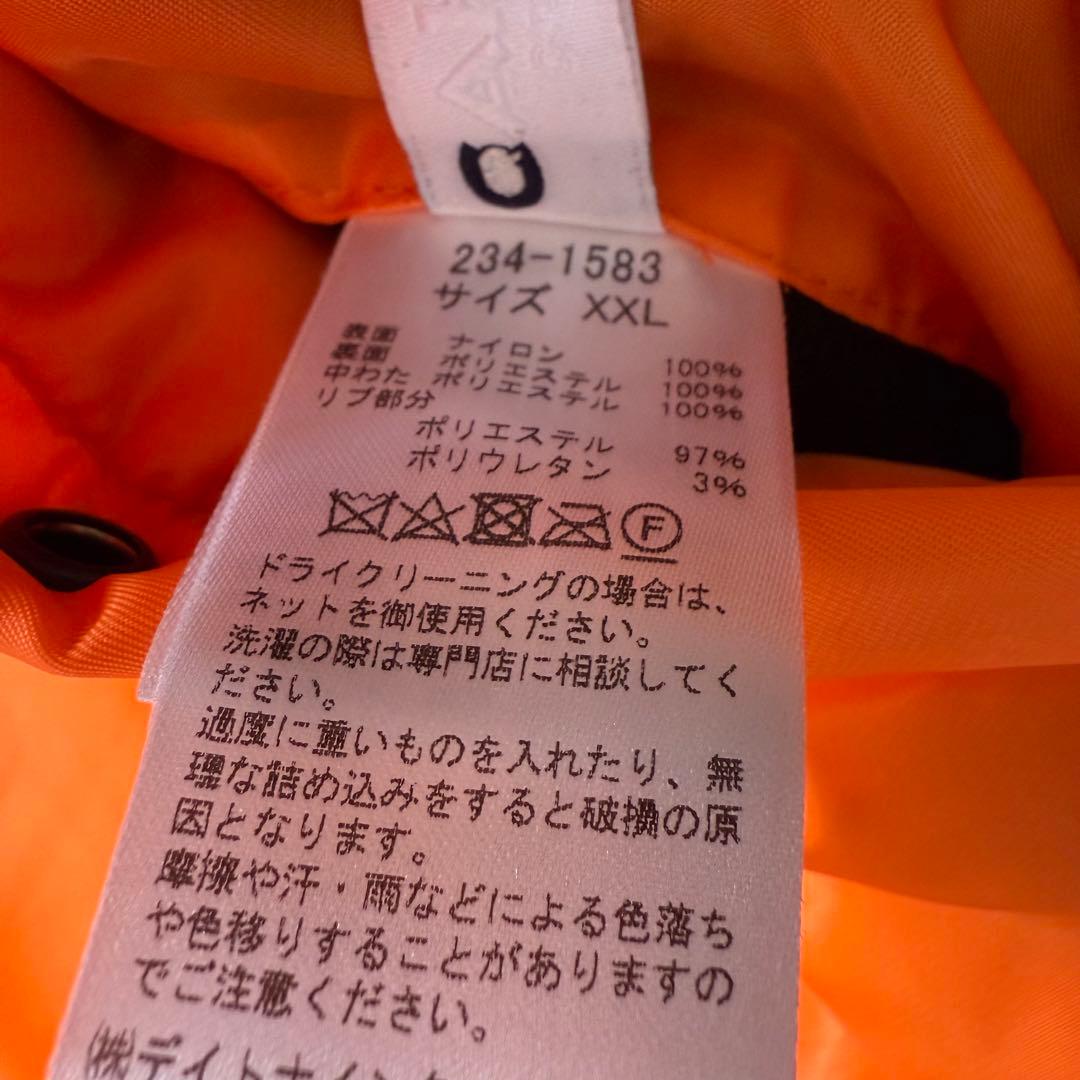 234-1583
サイズ XXL
表面 ナイロン 100%
裏面 ポリエステル 100%
中わた ポリエステル 100%
リブ部分
ポリエステル 97%
ポリウレタン 3%
F
ドライクリーニングの場合は、
ネットを御使用ください。
洗濯の際は専門店に相談してく
ださい。
過度に重いものを入れたり、無
理な詰め込みをすると破損の原
因となります。
摩擦や汗・雨などによる色落ち
や色移りすることがありますの
でご注意ください。
(株)デイトナイン